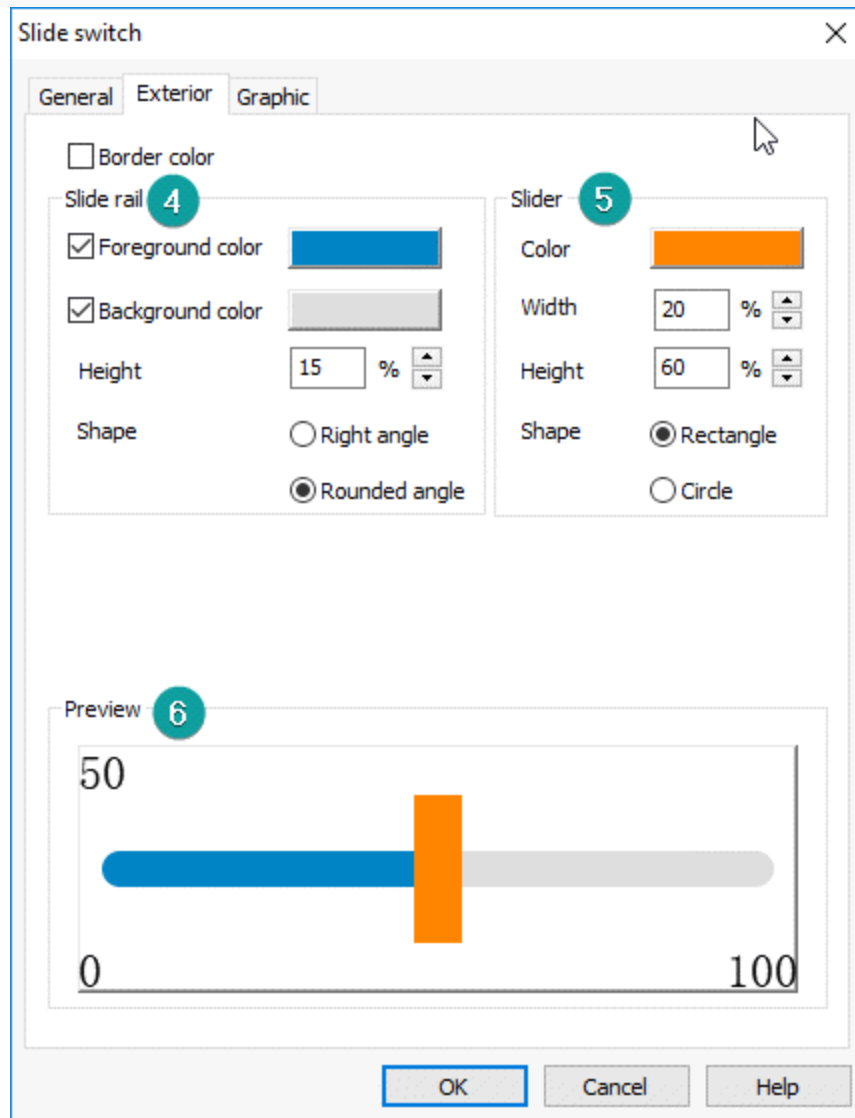 Slide switch
General Exterior Graphic
Border color
Slide rail 4
Foreground color
Background color
Height 15 %
Shape Right angle
Rounded angle
Slider 5
Color
Width 20 %
Height 60 %
Shape Rectangle
Circle
Preview 6
50
0 100
OK Cancel Help